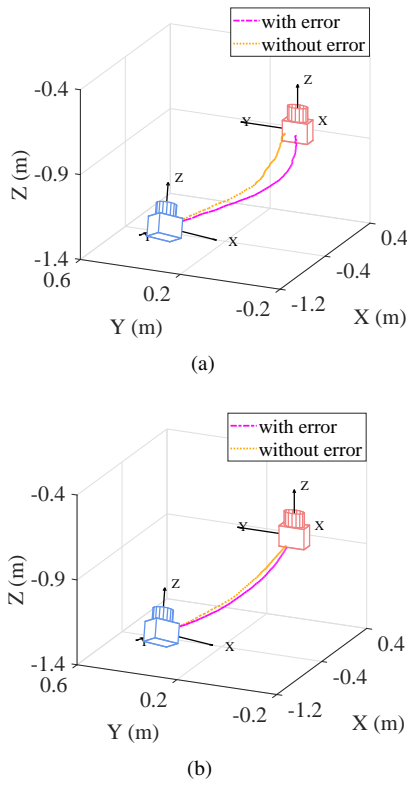 with error
without error
-0.4
Z
Y
X
Z (m)
-0.9
Z
Y
X
-1.4
0.6
0.4
0.2
-0.4
Y (m)
-0.2
-1.2
X (m)
(a)
with error
without error
-0.4
Z
Y
X
Z (m)
-0.9
Z
Y
X
-1.4
0.6
0.4
0.2
-0.4
Y (m)
-0.2
-1.2
X (m)
(b)